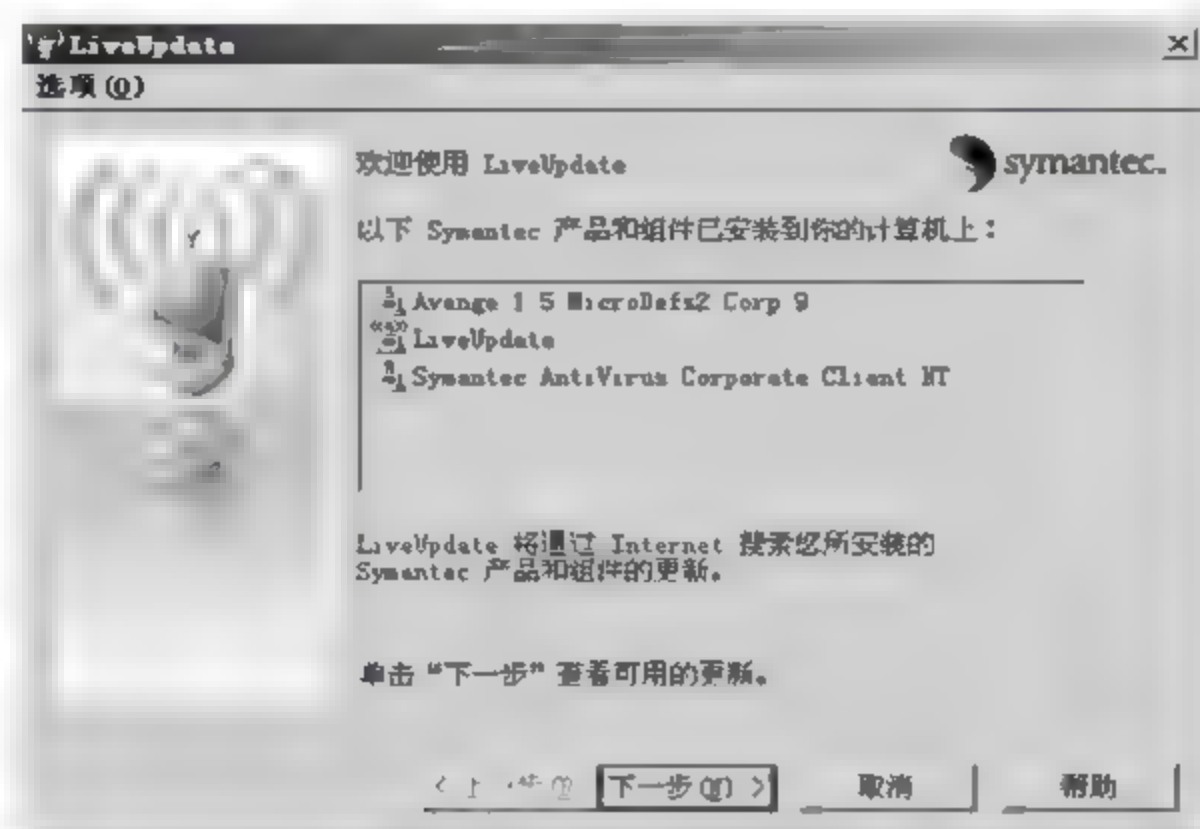 LiveUpdate
选项(O)
欢迎使用 LiveUpdate
symantec.
以下 Symantec 产品和组件已安装到你的计算机上：
Avenge 1 5 MicroDefs2 Corp 9
LiveUpdate
Symantec AntiVirus Corporate Client NT
LiveUpdate 将通过 Internet 搜索您所安装的
Symantec 产品和组件的更新。
单击“下一步”查看可用的更新。
下一步(N) >
取消
帮助